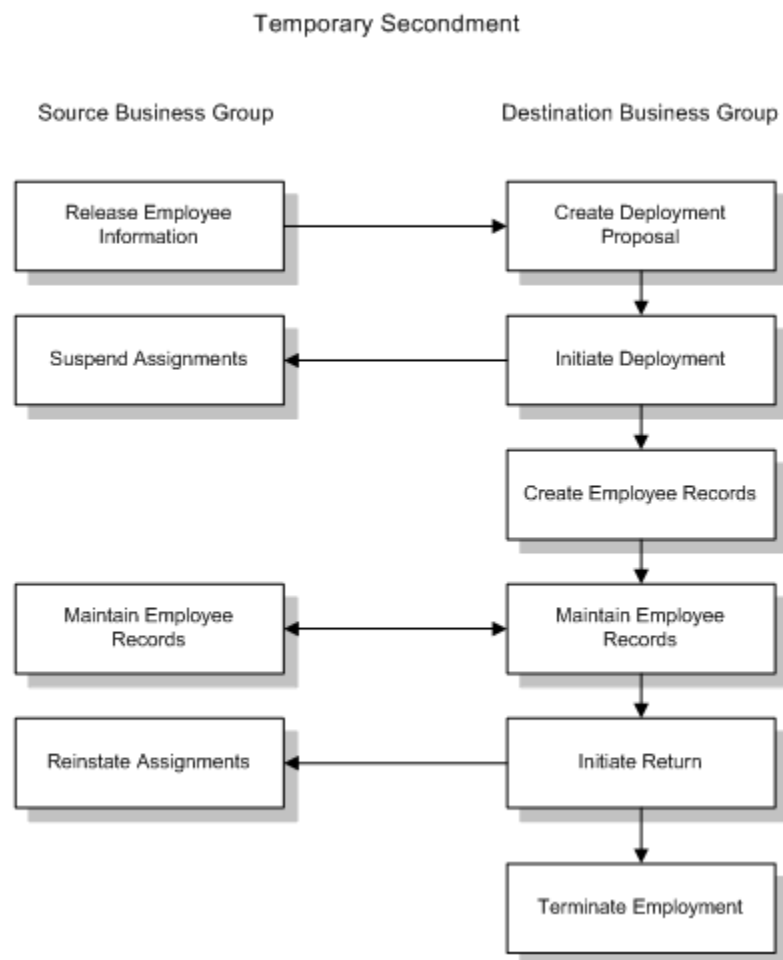 Temporary Secondment
Source Business Group
Destination Business Group
Release Employee
Information
Create Deployment
Proposal
Suspend Assignments
Initiate Deployment
Create Employee Records
Maintain Employee
Records
Maintain Employee
Records
Reinstate Assignments
Initiate Return
Terminate Employment